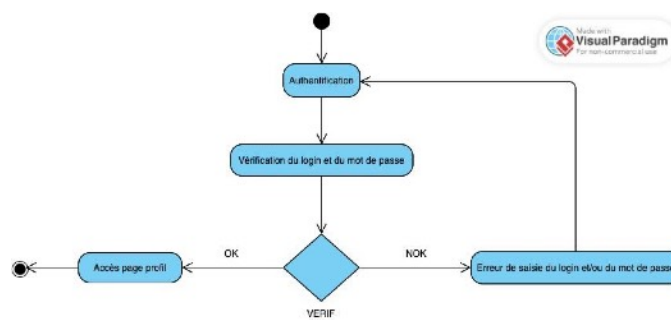 Made with
Visual Paradigm
For non-commercial use
Authentification
Vérification du login et du mot de passe
OK
NOK
Accès page profil
Erreur de saisie du login et/ou du mot de passe
VERIF